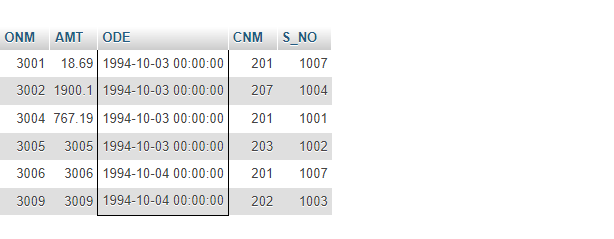 ONM AMT ODE CNM S_NO
3001 18.69 1994-10-03 00:00:00 201 1007
3002 1900.1 1994-10-03 00:00:00 207 1004
3004 767.19 1994-10-03 00:00:00 201 1001
3005 3005 1994-10-03 00:00:00 203 1002
3006 3006 1994-10-04 00:00:00 201 1007
3009 3009 1994-10-04 00:00:00 202 1003